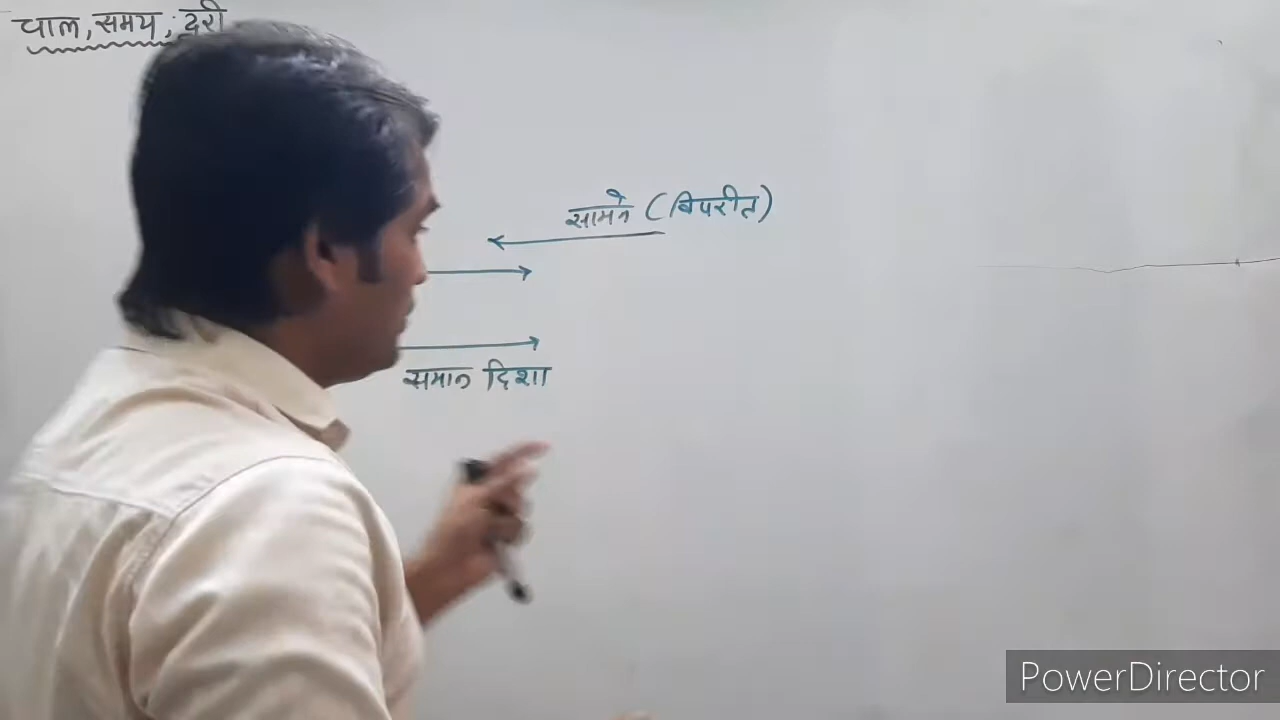 चाल, समय, दूरी
सामने (विपरीत)
समान दिशा
PowerDirector